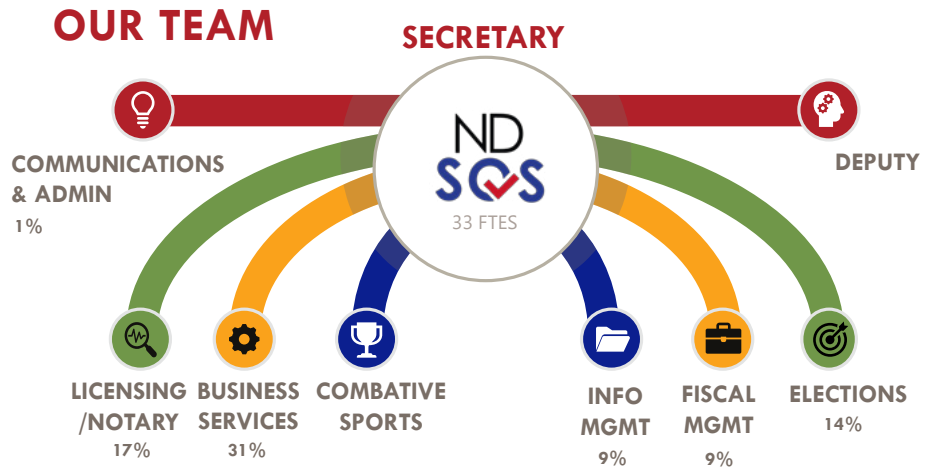 OUR TEAM
SECRETARY
ND
SOS
33 FTES
COMMUNICATIONS
& ADMIN
1%
DEPUTY
LICENSING
/NOTARY
17%
BUSINESS
SERVICES
31%
COMBATIVE
SPORTS
INFO
MGMT
9%
FISCAL
MGMT
9%
ELECTIONS
14%